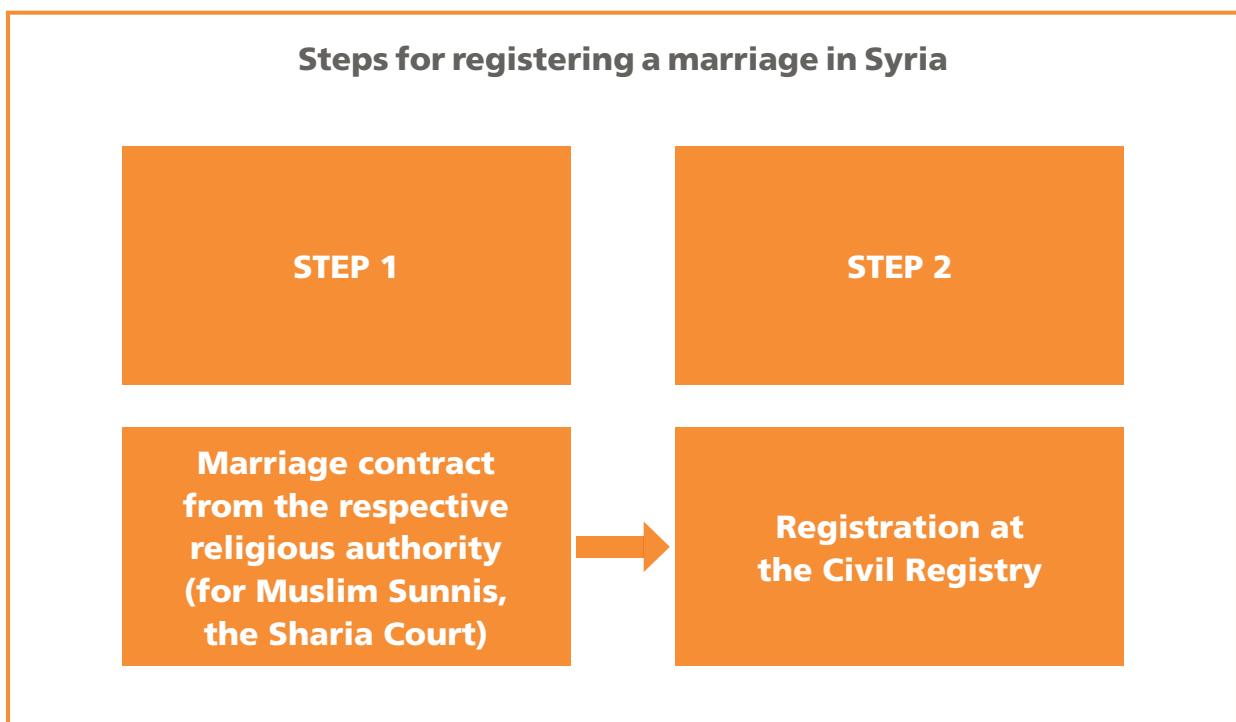 Steps for registering a marriage in Syria
STEP 1
STEP 2
Marriage contract
from the respective
religious authority
(for Muslim Sunnis,
the Sharia Court)
Registration at
the Civil Registry